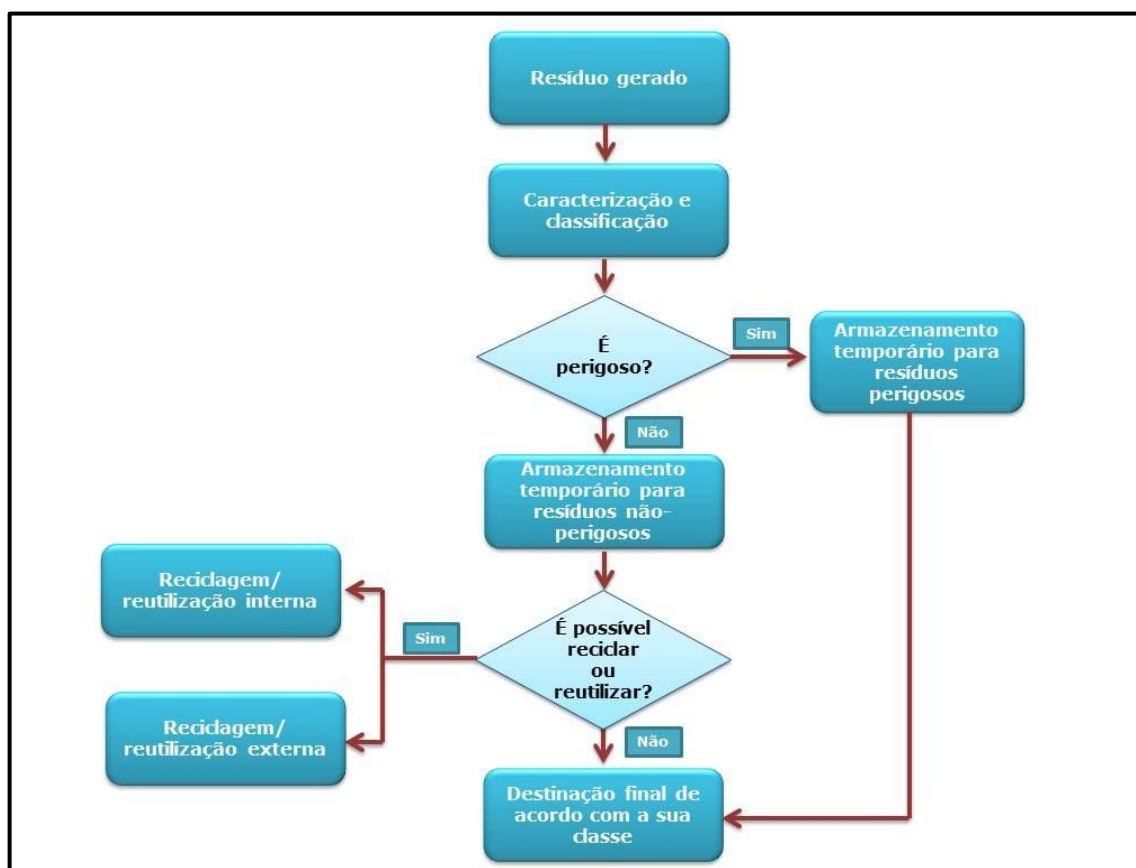 Resíduo gerado
Caracterização e
classificação
É
perigoso?
Sim
Armazenamento
temporário para
resíduos
perigosos
Não
Armazenamento
temporário para
resíduos não-
perigosos
Reciclagem/
reutilização interna
Sim
É possível
reciclar
ou
reutilizar?
Reciclagem/
reutilização externa
Não
Destinação final de
acordo com a sua
classe